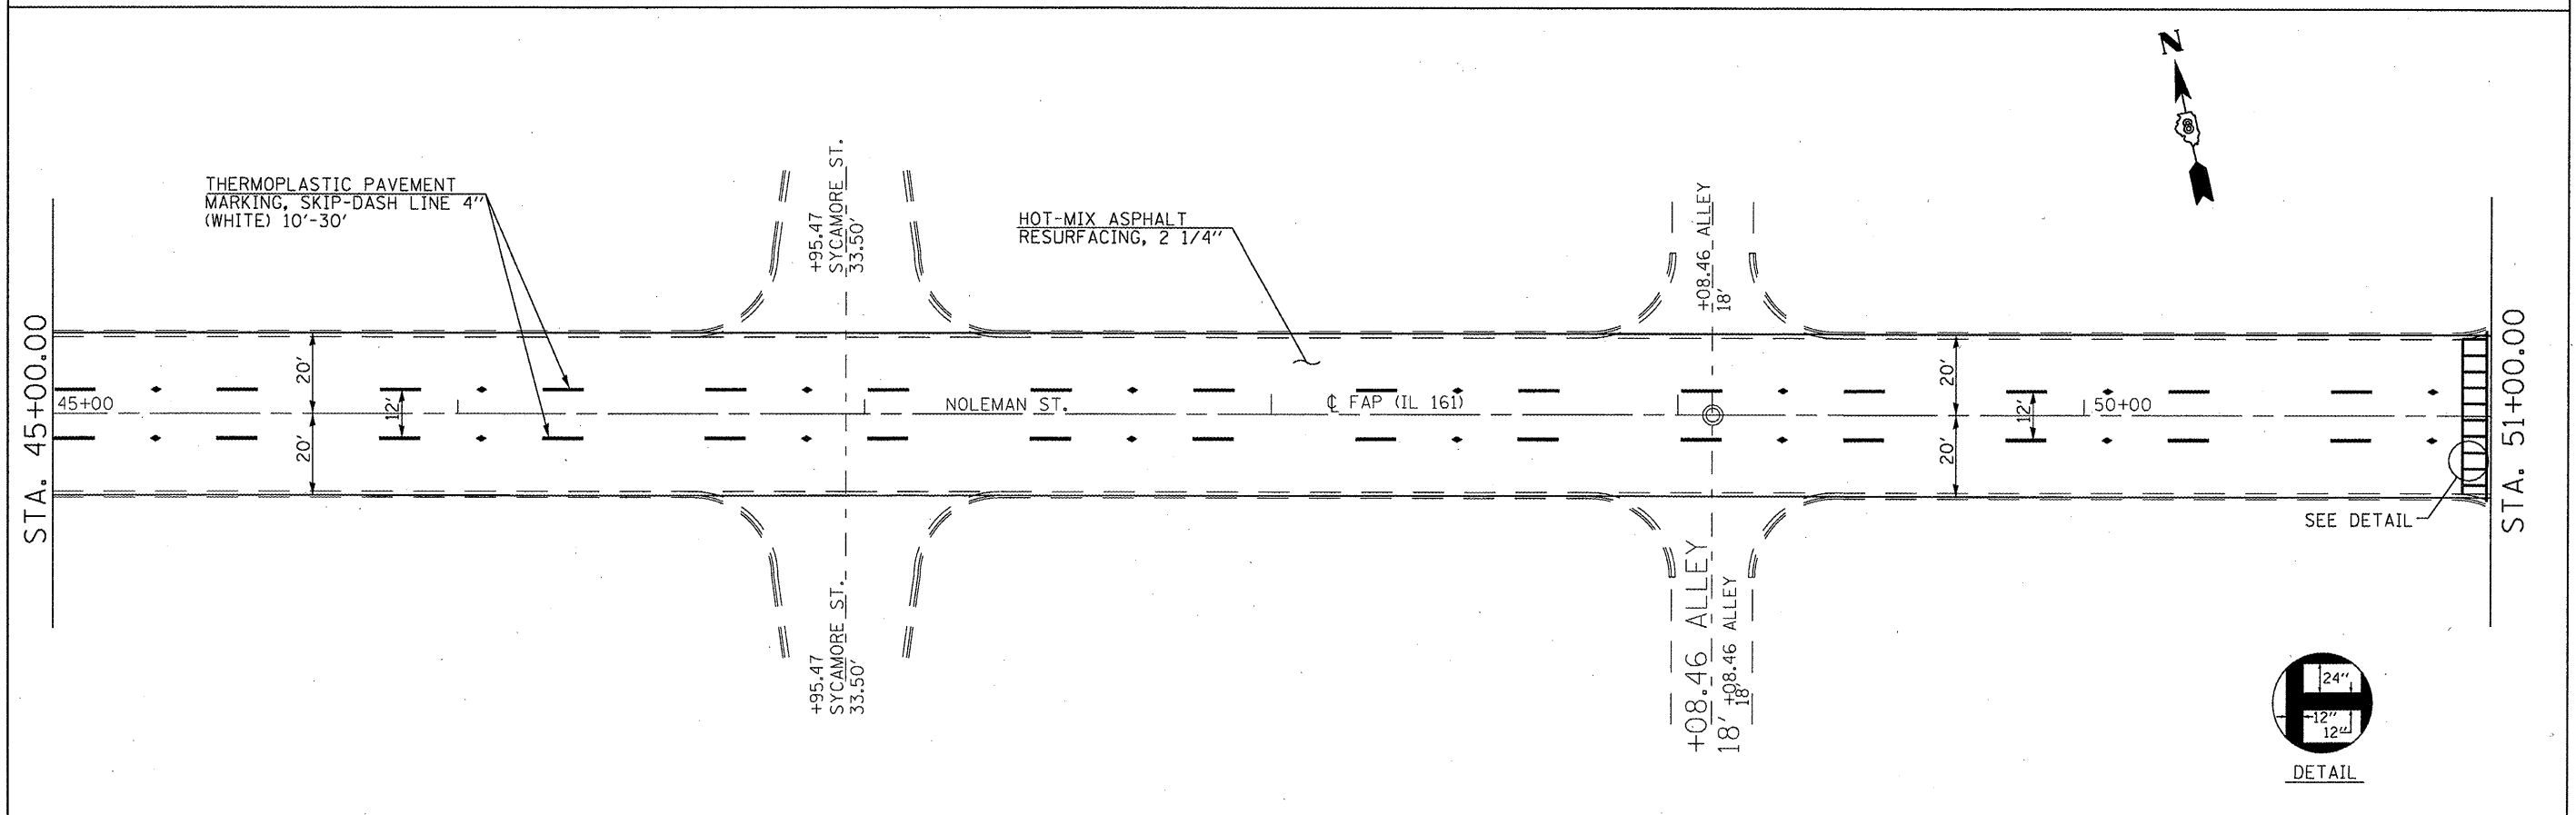 N
8
THERMOPLASTIC PAVEMENT
MARKING, SKIP-DASH LINE 4"
(WHITE) 10'-30'
+95.47
SYCAMORE ST.
33.50'
HOT-MIX ASPHALT
RESURFACING, 2 1/4"
+08.46 ALLEY
18'
STA. 45+00.00
45+00
20'
12'
20'
NOLEMAN ST.
℄ FAP (IL 161)
20'
12'
20'
50+00
STA. 51+00.00
SEE DETAIL
+95.47
SYCAMORE ST.
33.50'
+08.46 ALLEY
18'
+08.46 ALLEY
18'
24"
12"
12"
DETAIL